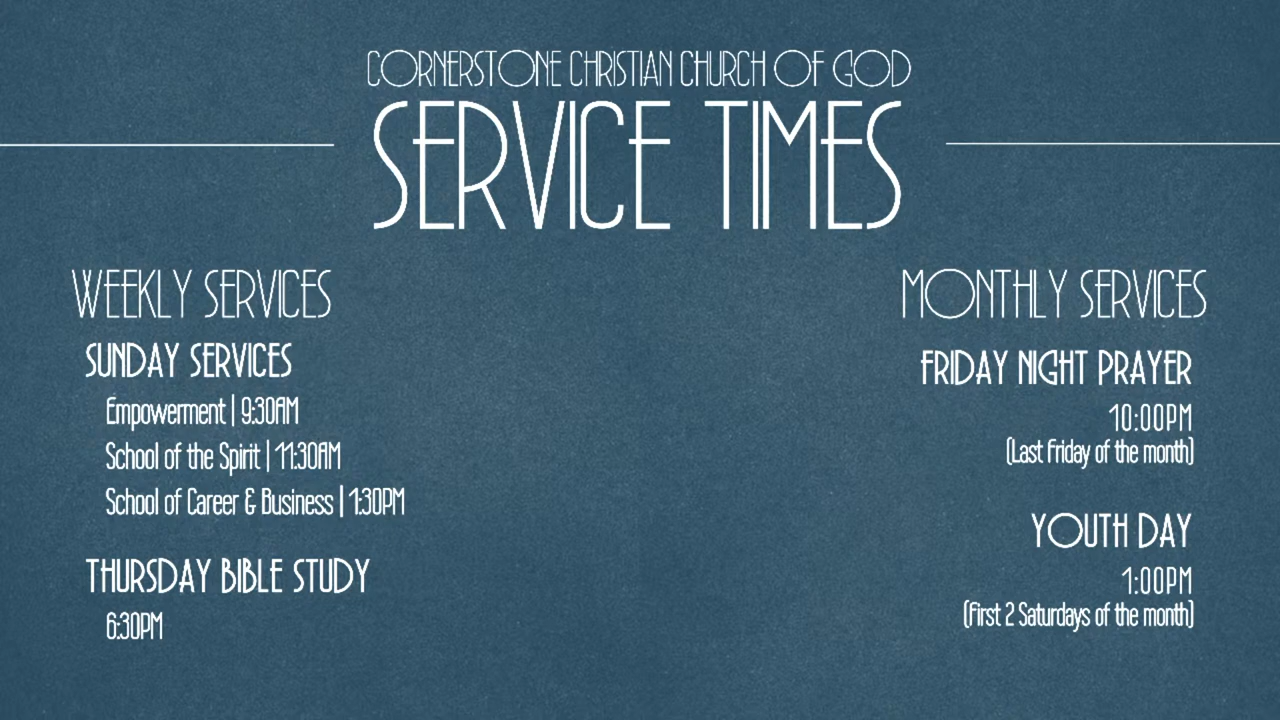 CORNERSTONE CHRISTIAN CHURCH OF GOD
SERVICE TIMES
WEEKLY SERVICES
SUNDAY SERVICES
Empowerment | 9:30AM
School of the Spirit | 11:30AM
School of Career & Business | 1:30PM
THURSDAY BIBLE STUDY
6:30PM
MONTHLY SERVICES
FRIDAY NIGHT PRAYER
10:00PM
(Last Friday of the month)
YOUTH DAY
1:00PM
(First 2 Saturdays of the month)